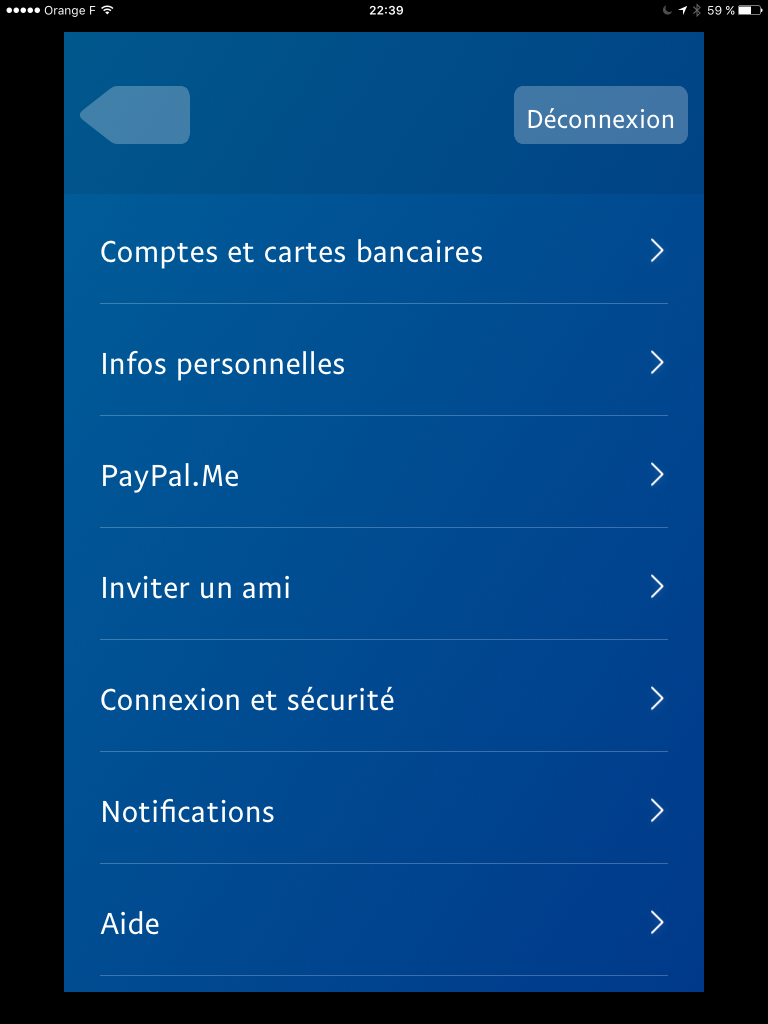 Orange F 22:39 59 %
Déconnexion
Comptes et cartes bancaires
Infos personnelles
PayPal.Me
Inviter un ami
Connexion et sécurité
Notifications
Aide